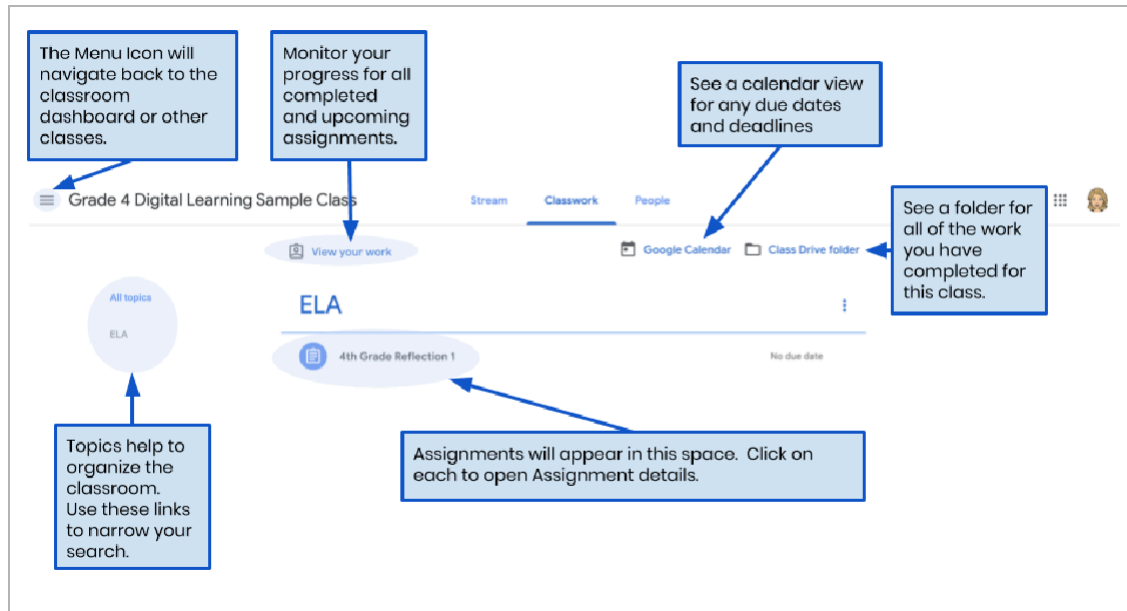 The Menu Icon will
navigate back to the
classroom
dashboard or other
classes.
Monitor your
progress for all
completed
and upcoming
assignments.
See a calendar view
for any due dates
and deadlines
Grade 4 Digital Learning Sample Class
Stream
Classwork
People
See a folder for
all of the work
you have
completed for
this class.
View your work
Google Calendar
Class Drive folder
All topics
ELA
ELA
4th Grade Reflection 1
No due date
Topics help to
organize the
classroom.
Use these links
to narrow your
search.
Assignments will appear in this space.  Click on
each to open Assignment details.